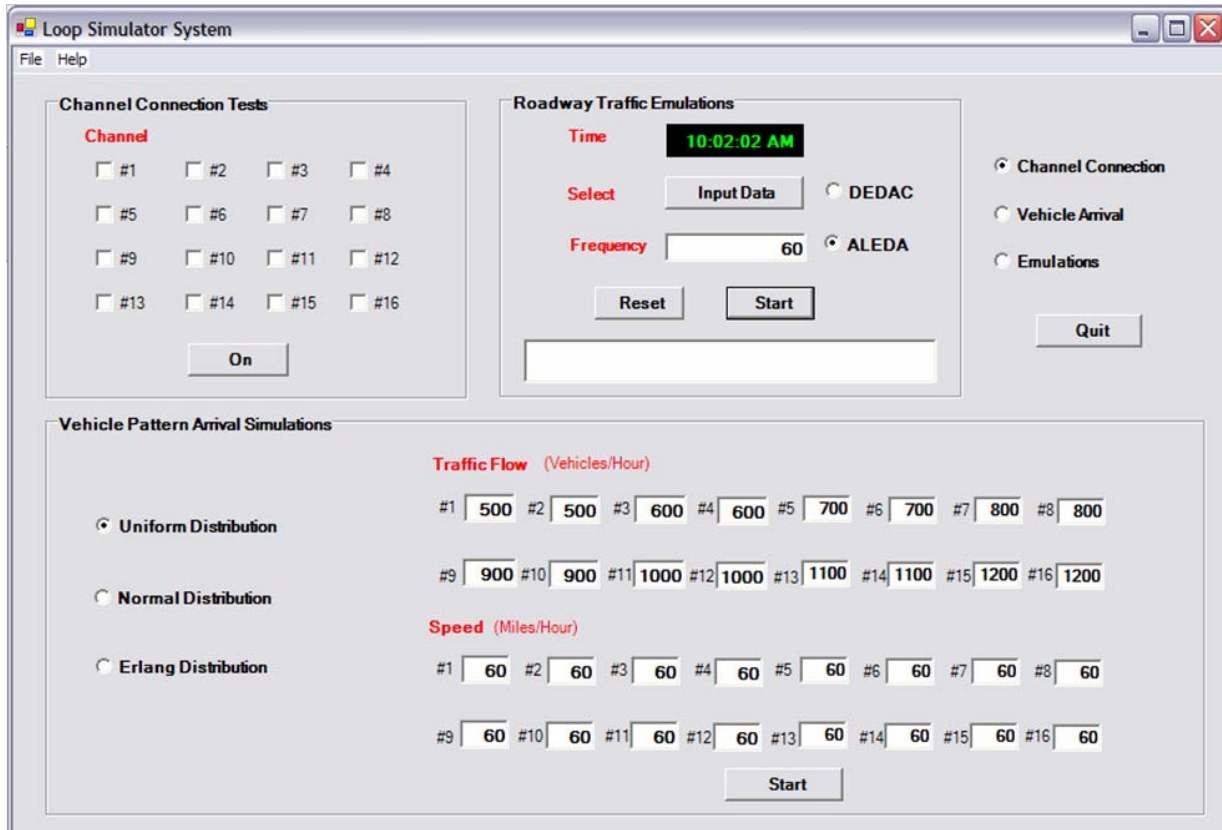 Loop Simulator System
File Help
Channel Connection Tests
Channel
#1 #2 #3 #4
#5 #6 #7 #8
#9 #10 #11 #12
#13 #14 #15 #16
On
Roadway Traffic Emulations
Time 10:02:02 AM
Select Input Data DEDAC
Frequency 60 ALEDA
Reset Start
Channel Connection
Vehicle Arrival
Emulations
Quit
Vehicle Pattern Arrival Simulations
Uniform Distribution
Normal Distribution
Erlang Distribution
Traffic Flow (Vehicles/Hour)
#1 500 #2 500 #3 600 #4 600 #5 700 #6 700 #7 800 #8 800
#9 900 #10 900 #11 1000 #12 1000 #13 1100 #14 1100 #15 1200 #16 1200
Speed (Miles/Hour)
#1 60 #2 60 #3 60 #4 60 #5 60 #6 60 #7 60 #8 60
#9 60 #10 60 #11 60 #12 60 #13 60 #14 60 #15 60 #16 60
Start